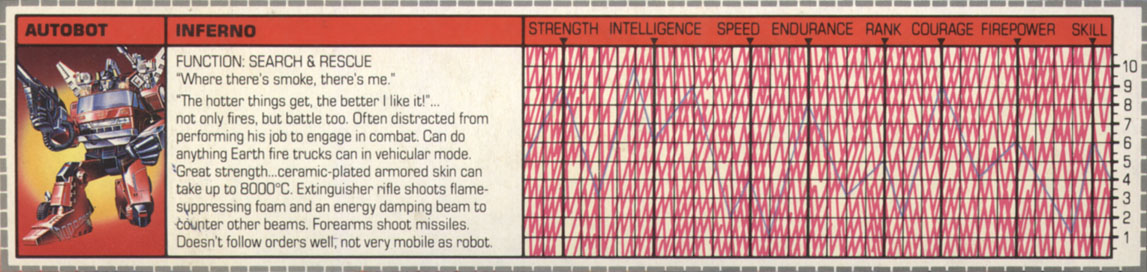 AUTOBOT
INFERNO
STRENGTH INTELLIGENCE SPEED ENDURANCE RANK COURAGE FIREPOWER SKILL
FUNCTION: SEARCH & RESCUE
"Where there's smoke, there's me."
"The hotter things get, the better I like it!"...
not only fires, but battle too. Often distracted from
performing his job to engage in combat. Can do
anything Earth fire trucks can in vehicular mode.
Great strength...ceramic-plated armored skin can
take up to 8000°C. Extinguisher rifle shoots flame-
suppressing foam and an energy damping beam to
counter other beams. Forearms shoot missiles.
Doesn't follow orders well; not very mobile as robot.
10
9
8
7
6
5
4
3
2
1